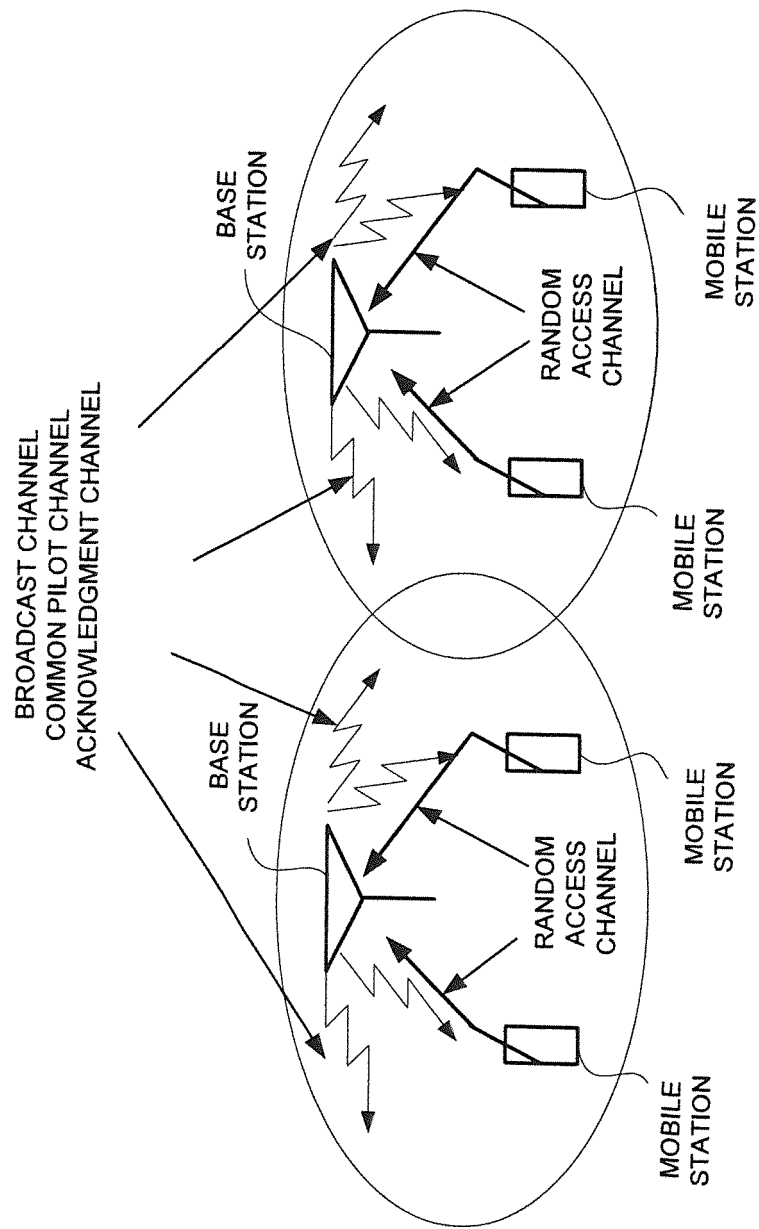 BROADCAST CHANNEL
COMMON PILOT CHANNEL
ACKNOWLEDGMENT CHANNEL
BASE
STATION
BASE
STATION
RANDOM
ACCESS
CHANNEL
RANDOM
ACCESS
CHANNEL
MOBILE
STATION
MOBILE
STATION
MOBILE
STATION
MOBILE
STATION